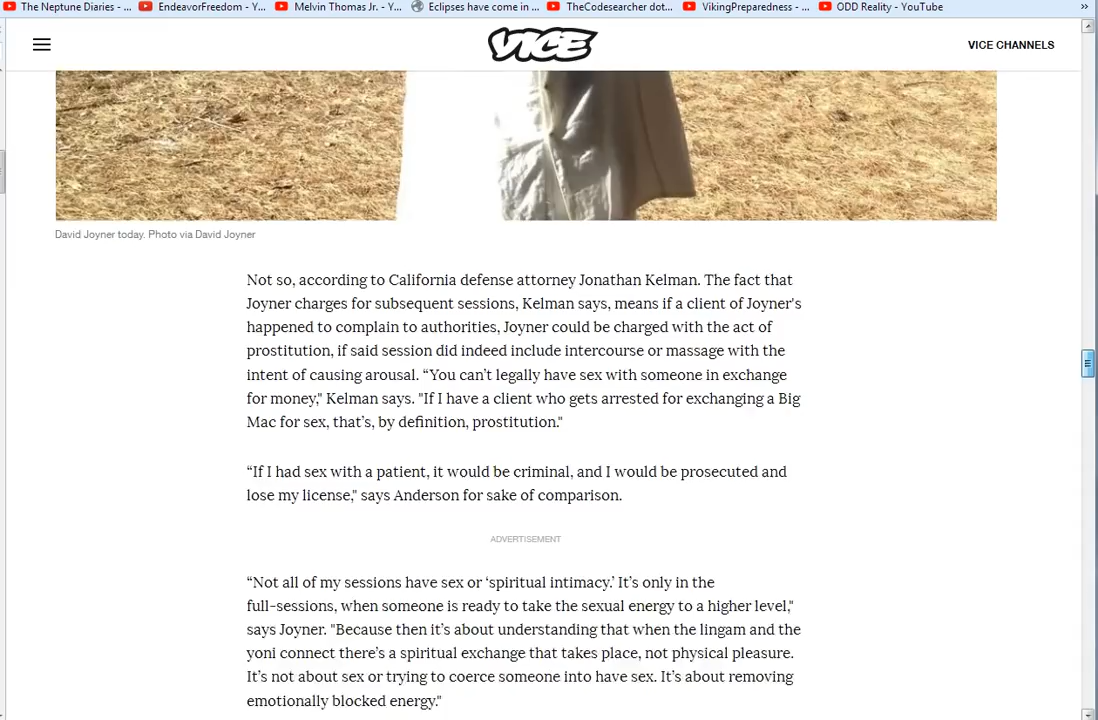 The Neptune Diaries - ... EndeavorFreedom - Y... Melvin Thomas Jr. - Y... Eclipses have come in ... TheCodesearcher dot... VikingPreparedness - ... ODD Reality - YouTube »
VICE
VICE CHANNELS
David Joyner today. Photo via David Joyner
Not so, according to California defense attorney Jonathan Kelman. The fact that
Joyner charges for subsequent sessions, Kelman says, means if a client of Joyner's
happened to complain to authorities, Joyner could be charged with the act of
prostitution, if said session did indeed include intercourse or massage with the
intent of causing arousal. “You can’t legally have sex with someone in exchange
for money," Kelman says. "If I have a client who gets arrested for exchanging a Big
Mac for sex, that’s, by definition, prostitution."
“If I had sex with a patient, it would be criminal, and I would be prosecuted and
lose my license," says Anderson for sake of comparison.
ADVERTISEMENT
“Not all of my sessions have sex or ‘spiritual intimacy.’ It’s only in the
full-sessions, when someone is ready to take the sexual energy to a higher level,"
says Joyner. "Because then it’s about understanding that when the lingam and the
yoni connect there’s a spiritual exchange that takes place, not physical pleasure.
It’s not about sex or trying to coerce someone into have sex. It’s about removing
emotionally blocked energy."